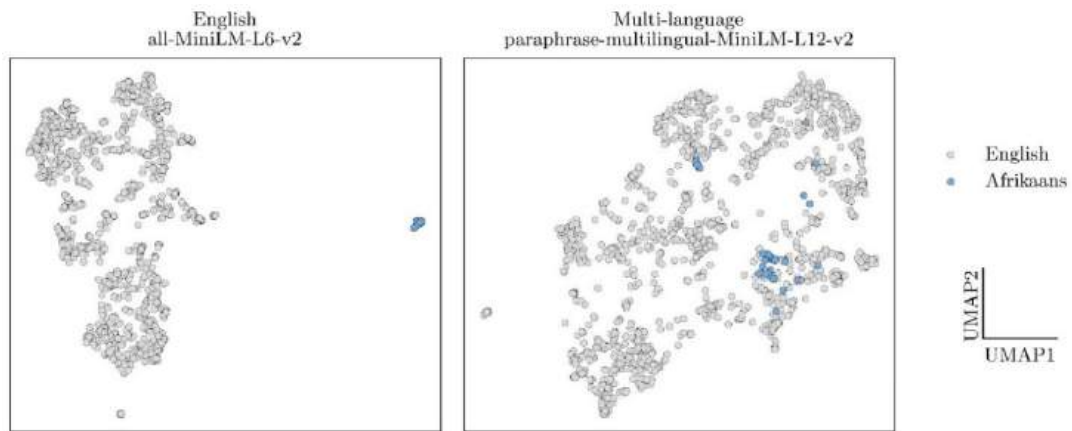 English
all-MiniLM-L6-v2
Multi-language
paraphrase-multilingual-MiniLM-L12-v2
English
Afrikaans
UMAP2
UMAP1